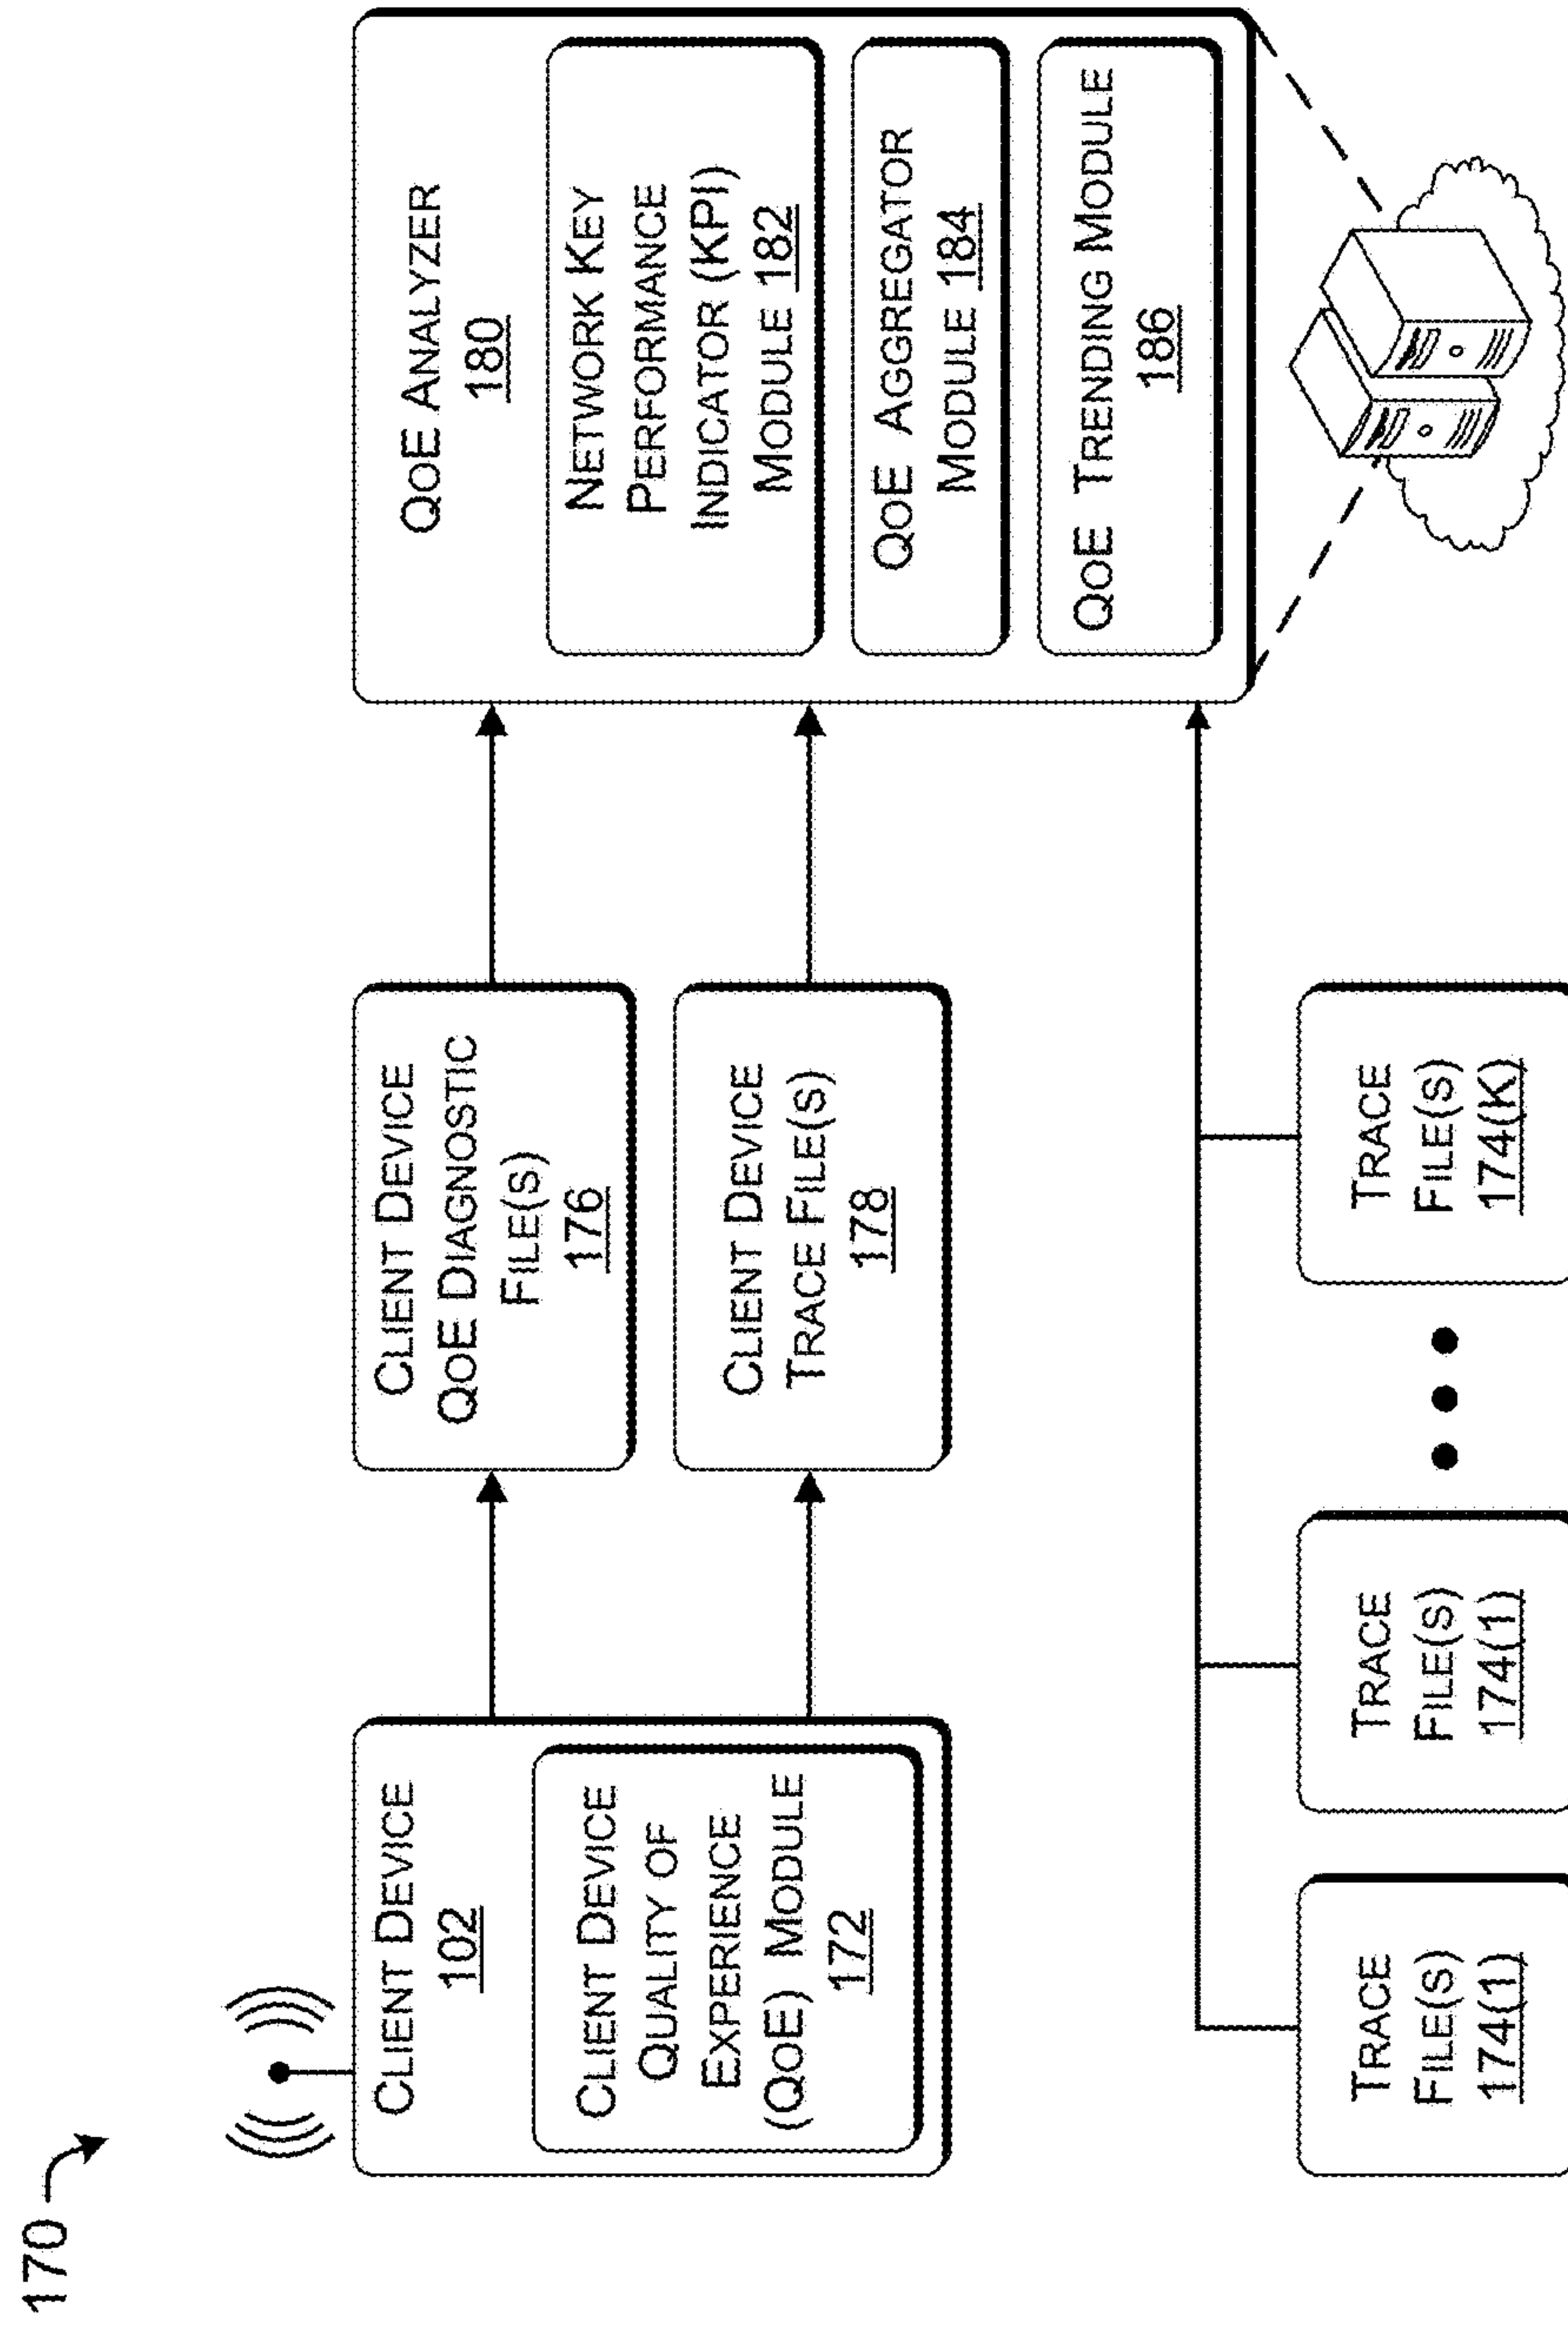 170
CLIENT DEVICE
102
CLIENT DEVICE
QUALITY OF
EXPERIENCE
(QOE) MODULE
172
CLIENT DEVICE
QOE DIAGNOSTIC
FILE(S)
176
CLIENT DEVICE
TRACE FILE(S)
178
QOE ANALYZER
180
NETWORK KEY
PERFORMANCE
INDICATOR (KPI)
MODULE 182
QOE AGGREGATOR
MODULE 184
QOE TRENDING MODULE
186
TRACE
FILE(S)
174(1)
TRACE
FILE(S)
174(1)
TRACE
FILE(S)
174(K)